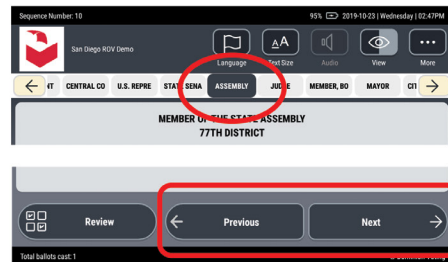 Sequence Number: 10 95% 2019-10-23 | Wednesday | 02:47PM
San Diego ROV Demo
Language Text Size Audio View More
CENTRAL CO U.S. REPRE STATE SENA ASSEMBLY JUDGE MEMBER, BO MAYOR
MEMBER OF THE STATE ASSEMBLY
77TH DISTRICT
Review Previous Next
Total ballots cast: 1